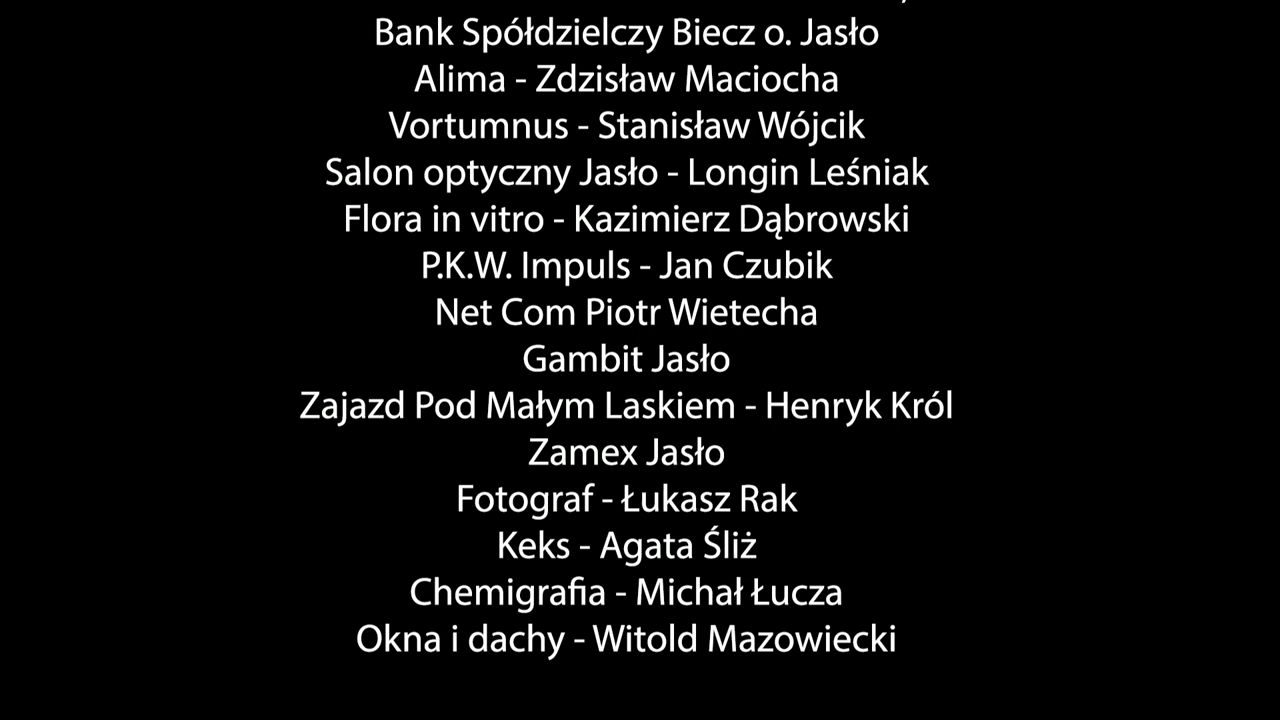 Bank Spółdzielczy Biecz o. Jasło
Alima - Zdzisław Maciocha
Vortumnus - Stanisław Wójcik
Salon optyczny Jasło - Longin Leśniak
Flora in vitro - Kazimierz Dąbrowski
P.K.W. Impuls - Jan Czubik
Net Com Piotr Wietecha
Gambit Jasło
Zajazd Pod Małym Laskiem - Henryk Król
Zamex Jasło
Fotograf - Łukasz Rak
Keks - Agata Śliż
Chemigrafia - Michał Łucza
Okna i dachy - Witold Mazowiecki